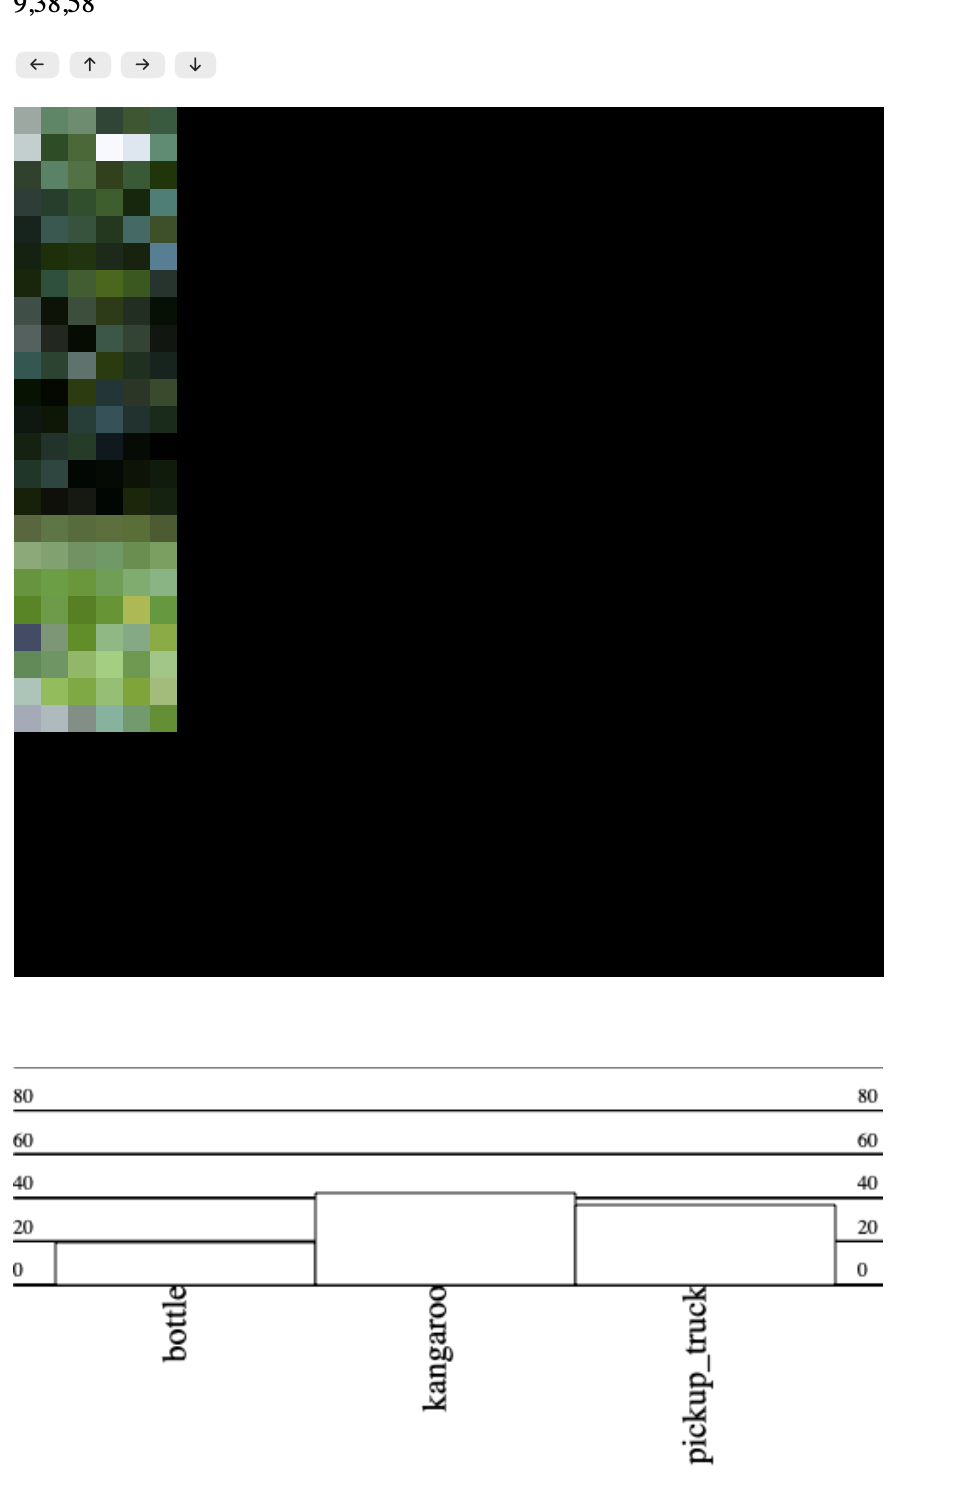 9,38,58
← ↑ → ↓
80 80
60 60
40 40
20 20
0 0
bottle
kangaroo
pickup_truck